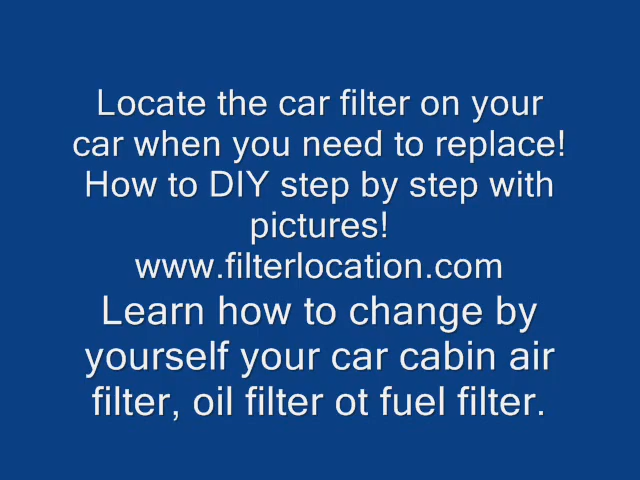 Locate the car filter on your
car when you need to replace!
How to DIY step by step with
pictures!
www.filterlocation.com
Learn how to change by
yourself your car cabin air
filter, oil filter ot fuel filter.